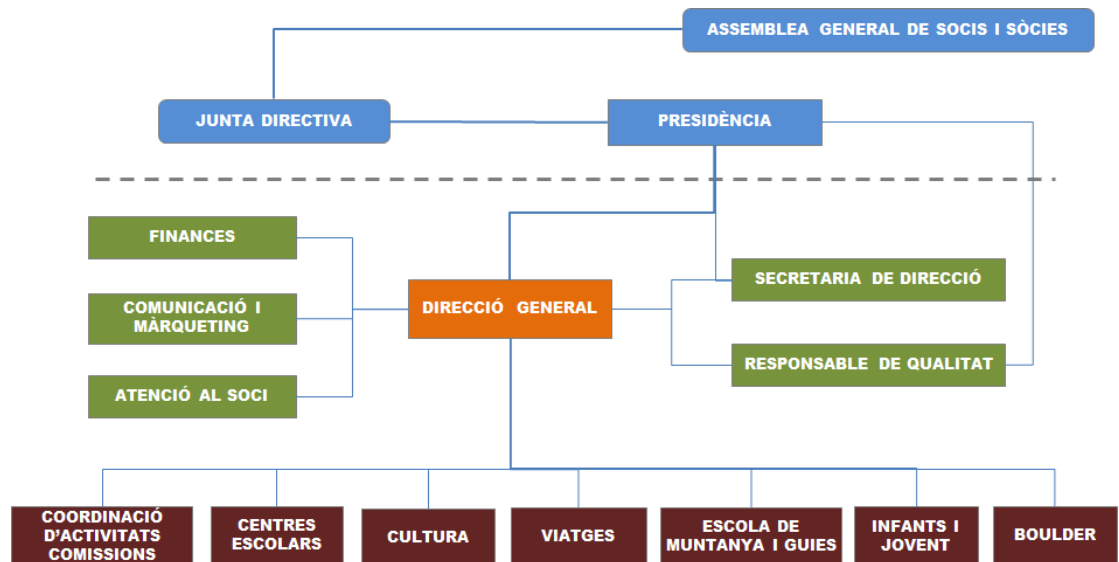 ASSEMBLEA GENERAL DE SOCIS I SÒCIES
JUNTA DIRECTIVA
PRESIDÈNCIA
FINANCES
COMUNICACIÓ I
MÀRQUETING
ATENCIÓ AL SOCI
DIRECCIÓ GENERAL
SECRETARIA DE DIRECCIÓ
RESPONSABLE DE QUALITAT
COORDINACIÓ
D'ACTIVITATS
COMISSIONS
CENTRES
ESCOLARS
CULTURA
VIATGES
ESCOLA DE
MUNTANYA I GUIES
INFANTS I
JOVENT
BOULDER